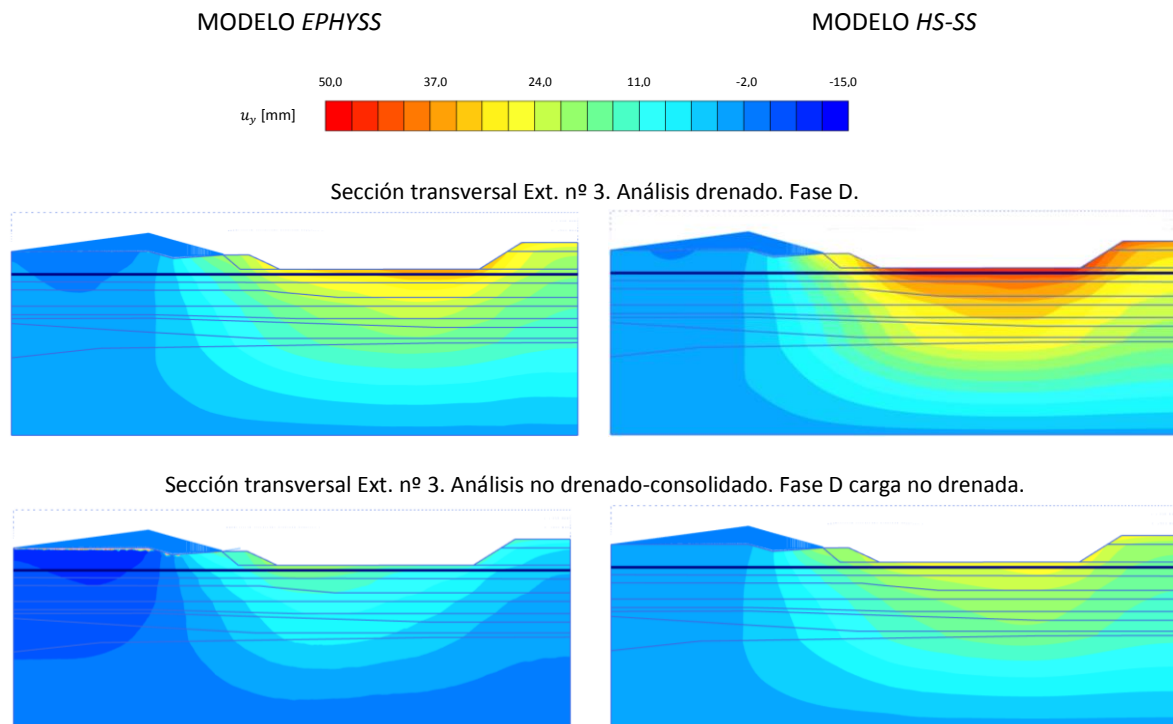 MODELO EPHYSS
MODELO HS-SS
50,0 37,0 24,0 11,0 -2,0 -15,0
u_y [mm]
Sección transversal Ext. nº 3. Análisis drenado. Fase D.
Sección transversal Ext. nº 3. Análisis no drenado-consolidado. Fase D carga no drenada.